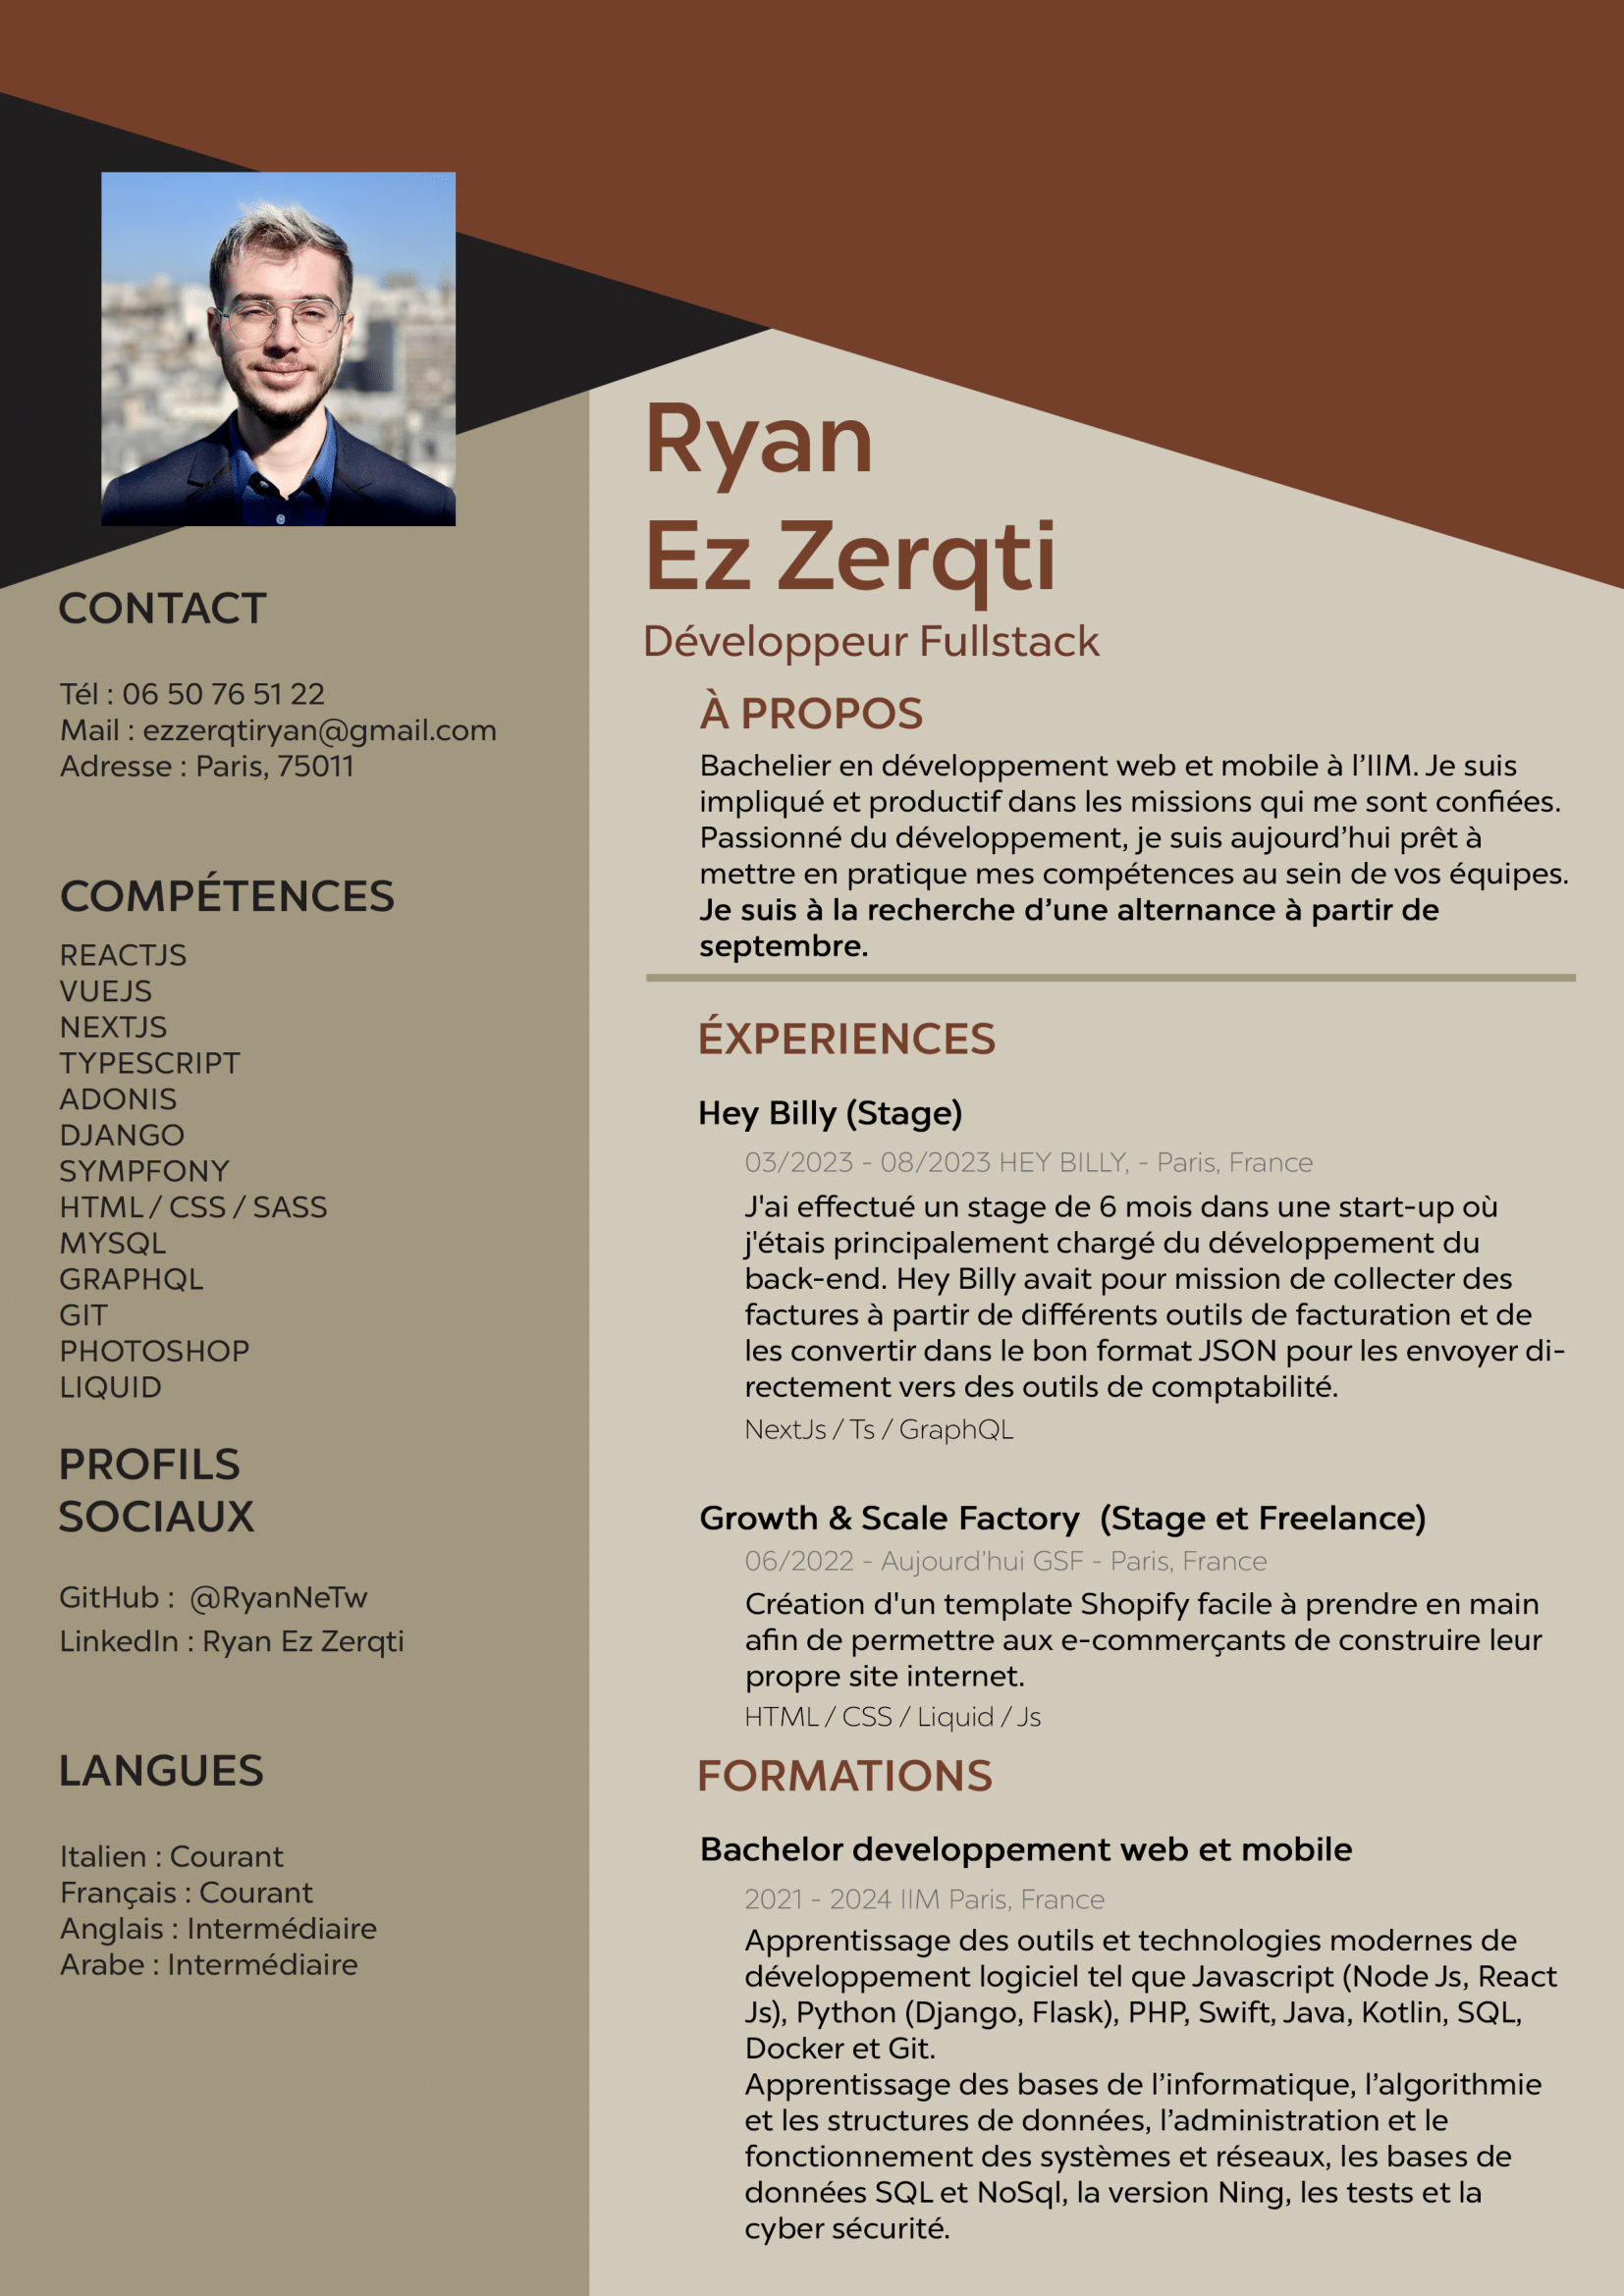 Ryan
Ez Zerqti
Développeur Fullstack
CONTACT
Tél : 06 50 76 51 22
Mail : ezzerqtiryan@gmail.com
Adresse : Paris, 75011
COMPÉTENCES
REACTJS
VUEJS
NEXTJS
TYPESCRIPT
ADONIS
DJANGO
SYMPFONY
HTML / CSS / SASS
MYSQL
GRAPHQL
GIT
PHOTOSHOP
LIQUID
PROFILS
SOCIAUX
GitHub : @RyanNeTw
LinkedIn : Ryan Ez Zerqti
LANGUES
Italien : Courant
Français : Courant
Anglais : Intermédiaire
Arabe : Intermédiaire
À PROPOS
Bachelier en développement web et mobile à l’IIM. Je suis
impliqué et productif dans les missions qui me sont confiées.
Passionné du développement, je suis aujourd’hui prêt à
mettre en pratique mes compétences au sein de vos équipes.
Je suis à la recherche d’une alternance à partir de
septembre.
ÉXPERIENCES
Hey Billy (Stage)
03/2023 - 08/2023 HEY BILLY, - Paris, France
J'ai effectué un stage de 6 mois dans une start-up où
j'étais principalement chargé du développement du
back-end. Hey Billy avait pour mission de collecter des
factures à partir de différents outils de facturation et de
les convertir dans le bon format JSON pour les envoyer di-
rectement vers des outils de comptabilité.
NextJs / Ts / GraphQL
Growth & Scale Factory (Stage et Freelance)
06/2022 - Aujourd’hui GSF - Paris, France
Création d'un template Shopify facile à prendre en main
afin de permettre aux e-commerçants de construire leur
propre site internet.
HTML / CSS / Liquid / Js
FORMATIONS
Bachelor developpement web et mobile
2021 - 2024 IIM Paris, France
Apprentissage des outils et technologies modernes de
développement logiciel tel que Javascript (Node Js, React
Js), Python (Django, Flask), PHP, Swift, Java, Kotlin, SQL,
Docker et Git.
Apprentissage des bases de l’informatique, l’algorithmie
et les structures de données, l’administration et le
fonctionnement des systèmes et réseaux, les bases de
données SQL et NoSql, la version Ning, les tests et la
cyber sécurité.